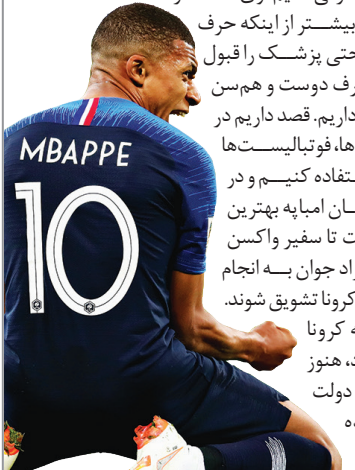 بیشتر از اینکه حرف
حتی پزشک را قبول
رف دوست و هم‌سن
داریم. قصد داریم در
ها، فوتبالیست‌ها
تفاده کنیم و در
ان امباپه بهترین
ت تا سفیر واکسن
راد جوان به انجام
کرونا تشویق شوند.
ه کرونا
د، هنوز
دولت
ه
MBAPPE
10